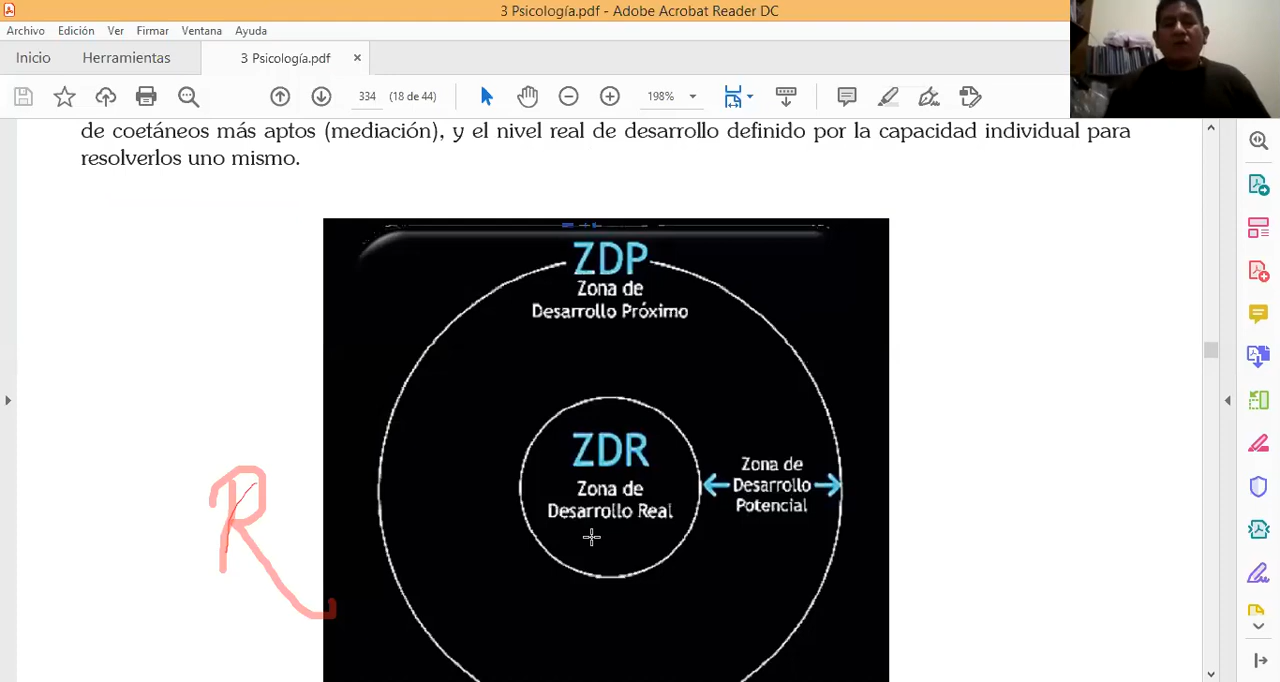 3 Psicología.pdf - Adobe Acrobat Reader DC
Archivo Edición Ver Firmar Ventana Ayuda
Inicio Herramientas 3 Psicología.pdf ×
334 (18 de 44) 198%
de coetáneos más aptos (mediación), y el nivel real de desarrollo definido por la capacidad individual para
resolverlos uno mismo.
ZDP
Zona de
Desarrollo Próximo
ZDR
Zona de
Desarrollo Real
Zona de
Desarrollo
Potencial
R